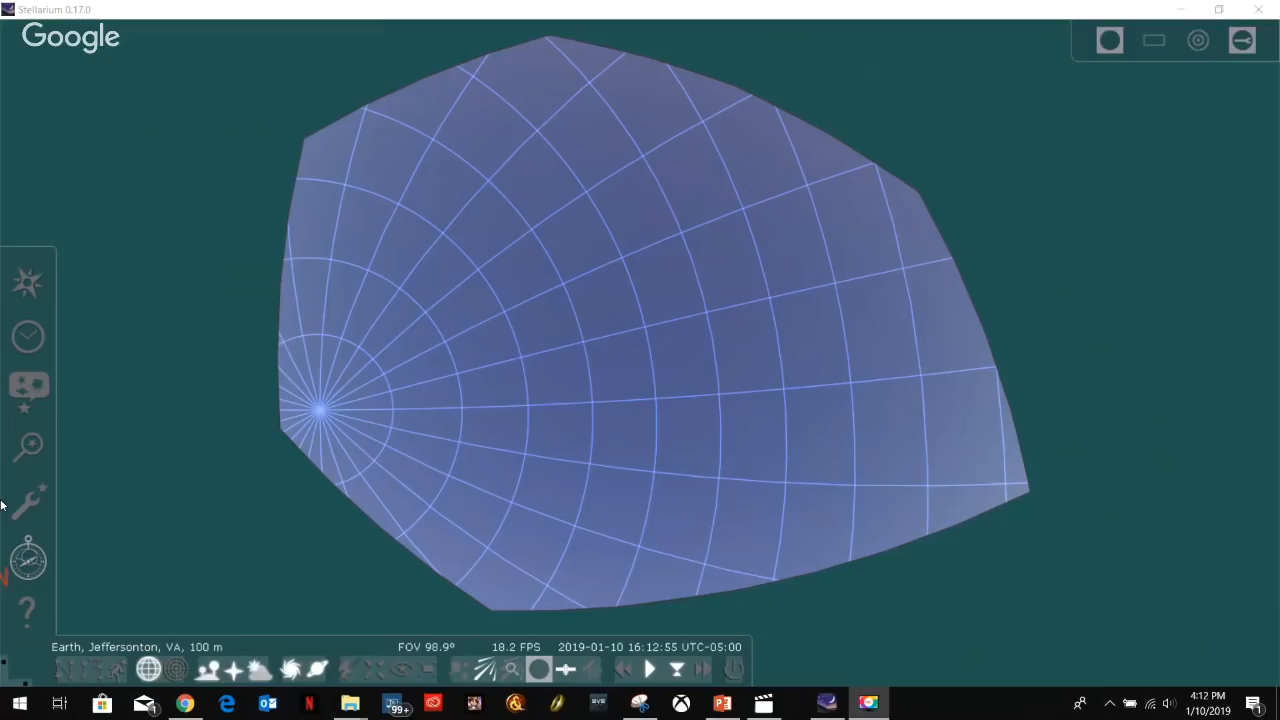 Stellarium 0.17.0
Google
N
Earth, Jeffersonton, VA, 100 m
FOV 98.9°
18.2 FPS
2019-01-10 16:12:55 UTC-05:00
99+
4:12 PM
1/10/2019